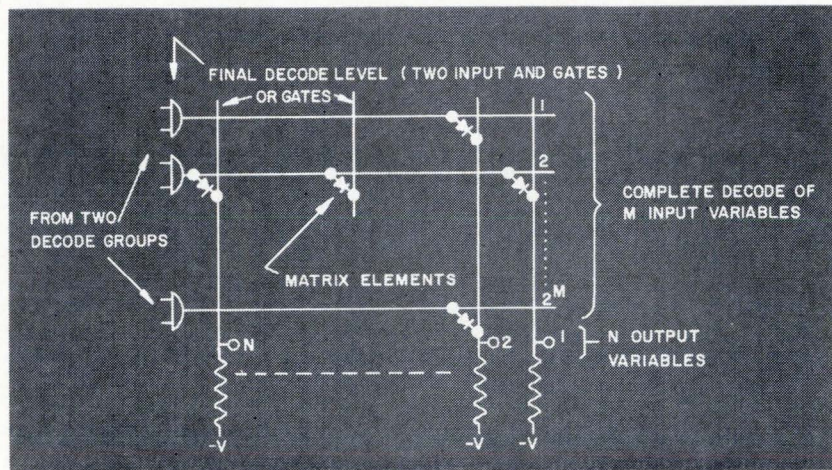 FINAL DECODE LEVEL ( TWO INPUT AND GATES )
OR GATES
1
2
FROM TWO
DECODE GROUPS
COMPLETE DECODE OF
M INPUT VARIABLES
MATRIX ELEMENTS
2^M
N
2
1
N OUTPUT
VARIABLES
-V
-V
-V